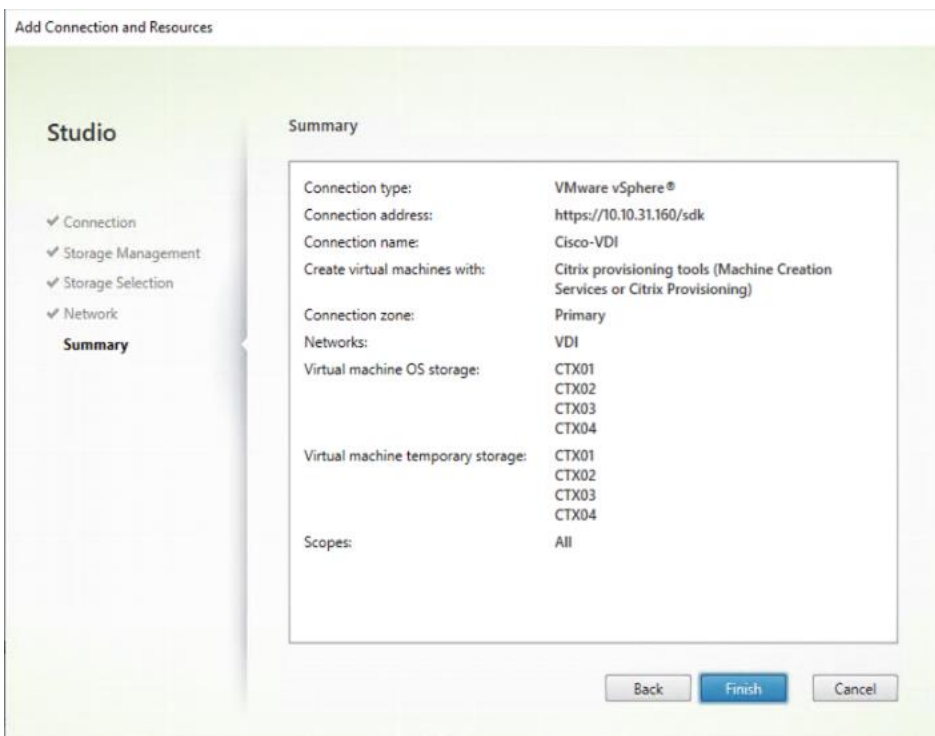 Add Connection and Resources
Studio
Connection
Storage Management
Storage Selection
Network
Summary
Summary
Connection type: VMware vSphere®
Connection address: https://10.10.31.160/sdk
Connection name: Cisco-VDI
Create virtual machines with: Citrix provisioning tools (Machine Creation
Services or Citrix Provisioning)
Connection zone: Primary
Networks: VDI
Virtual machine OS storage: CTX01
CTX02
CTX03
CTX04
Virtual machine temporary storage: CTX01
CTX02
CTX03
CTX04
Scopes: All
Back Finish Cancel